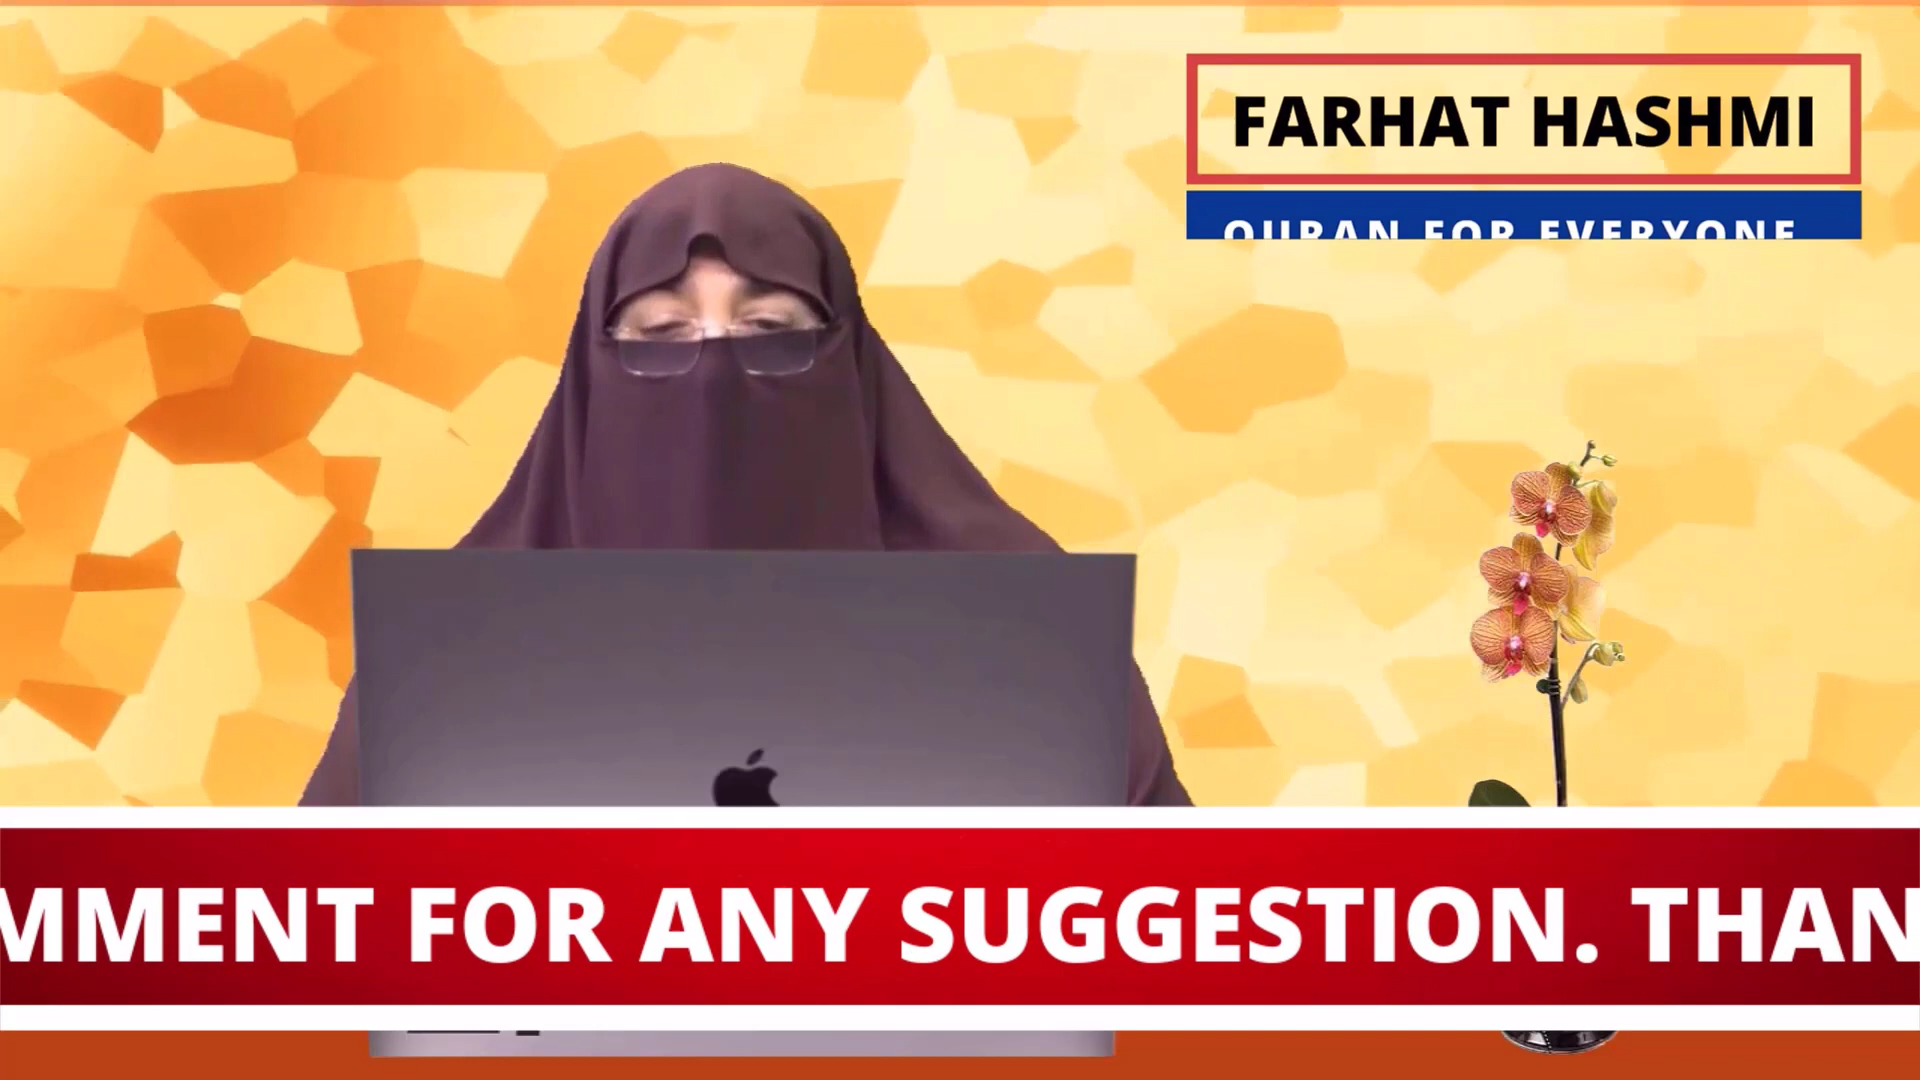 FARHAT HASHMI
QURAN FOR EVERYONE
MMENT FOR ANY SUGGESTION. THAN